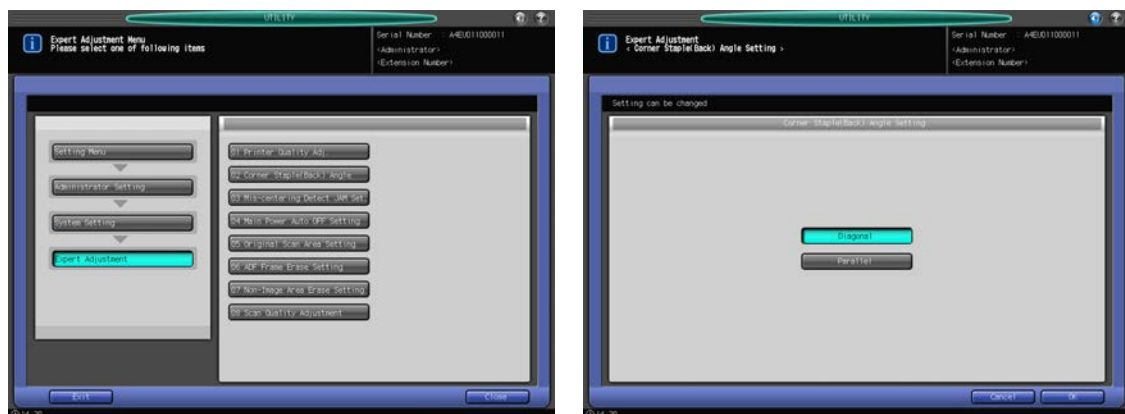 UTILITY
Expert Adjustment Menu
Please select one of following items
Serial Number : A4EU011000011
<Administrator>
<Extension Number>
Setting Menu
Administrator Setting
System Setting
Expert Adjustment
01 Printer Quality Adj.
02 Corner Staple(Back) Angle
03 Mis-centering Detect JAM Set.
04 Main Power Auto OFF Setting
05 Original Scan Area Setting
06 ADF Frame Erase Setting
07 Non-Image Area Erase Setting
08 Scan Quality Adjustment
Exit
Close
UTILITY
Expert Adjustment
< Corner Staple(Back) Angle Setting >
Serial Number : A4EU011000011
<Administrator>
<Extension Number>
Setting can be changed
Corner Staple(Back) Angle Setting
Diagonal
Parallel
Cancel
OK